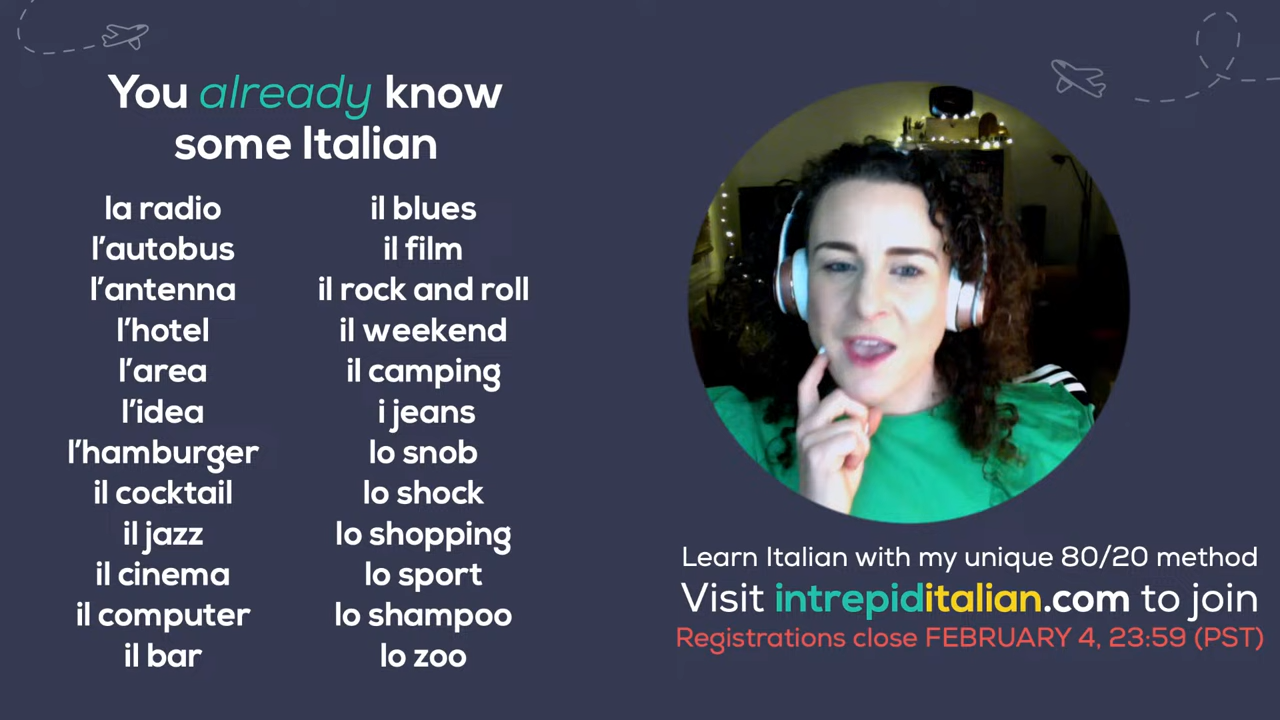 You already know
some Italian
la radio
l'autobus
l'antenna
l'hotel
l'area
l'idea
l'hamburger
il cocktail
il jazz
il cinema
il computer
il bar
il blues
il film
il rock and roll
il weekend
il camping
i jeans
lo snob
lo shock
lo shopping
lo sport
lo shampoo
lo zoo
Learn Italian with my unique 80/20 method
Visit intrepiditalian.com to join
Registrations close FEBRUARY 4, 23:59 (PST)